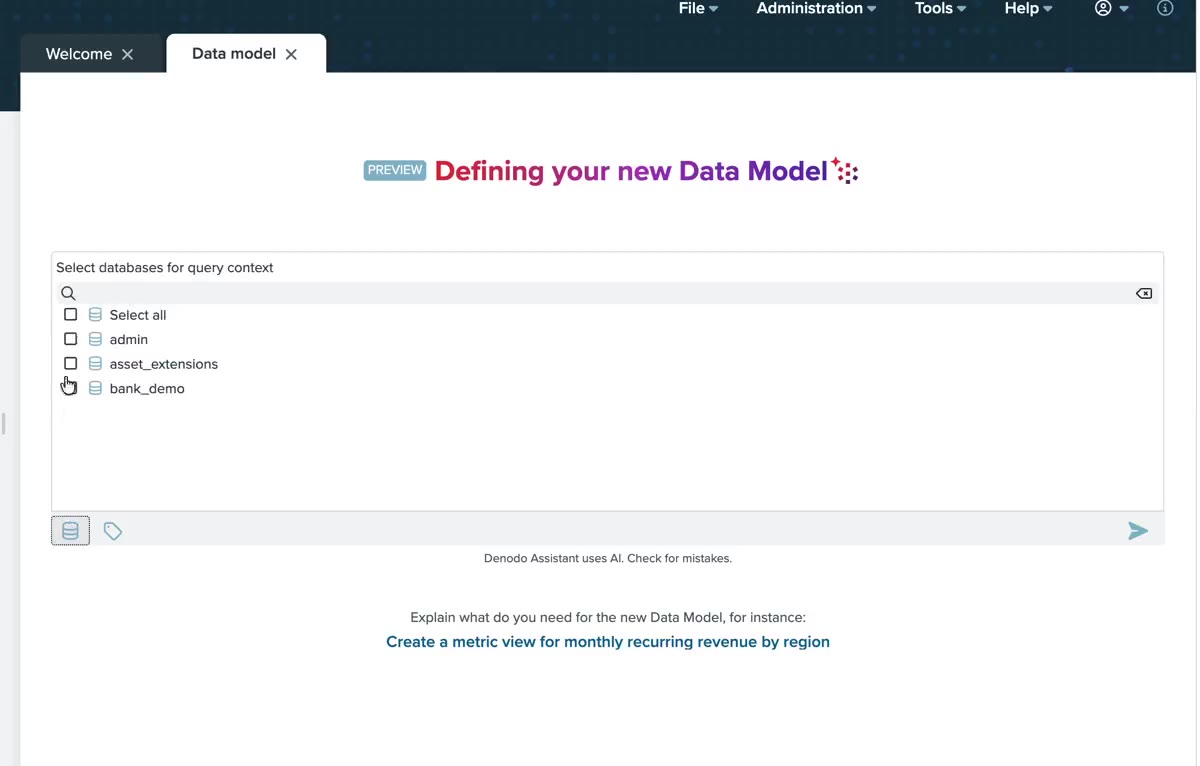 File Administration Tools Help
Welcome Data model
PREVIEW Defining your new Data Model
Select databases for query context
Select all
admin
asset_extensions
bank_demo
Denodo Assistant uses AI. Check for mistakes.
Explain what do you need for the new Data Model, for instance:
Create a metric view for monthly recurring revenue by region